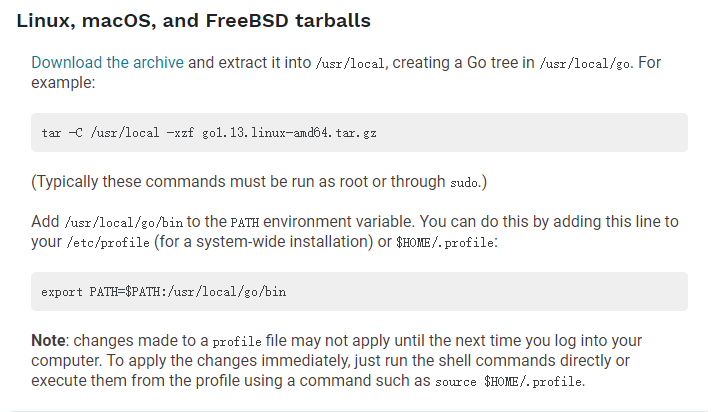 Linux, macOS, and FreeBSD tarballs
Download the archive and extract it into /usr/local, creating a Go tree in /usr/local/go. For
example:
tar -C /usr/local -xzf go1.13.linux-amd64.tar.gz
(Typically these commands must be run as root or through sudo.)
Add /usr/local/go/bin to the PATH environment variable. You can do this by adding this line to
your /etc/profile (for a system-wide installation) or $HOME/.profile:
export PATH=$PATH:/usr/local/go/bin
Note: changes made to a profile file may not apply until the next time you log into your
computer. To apply the changes immediately, just run the shell commands directly or
execute them from the profile using a command such as source $HOME/.profile.